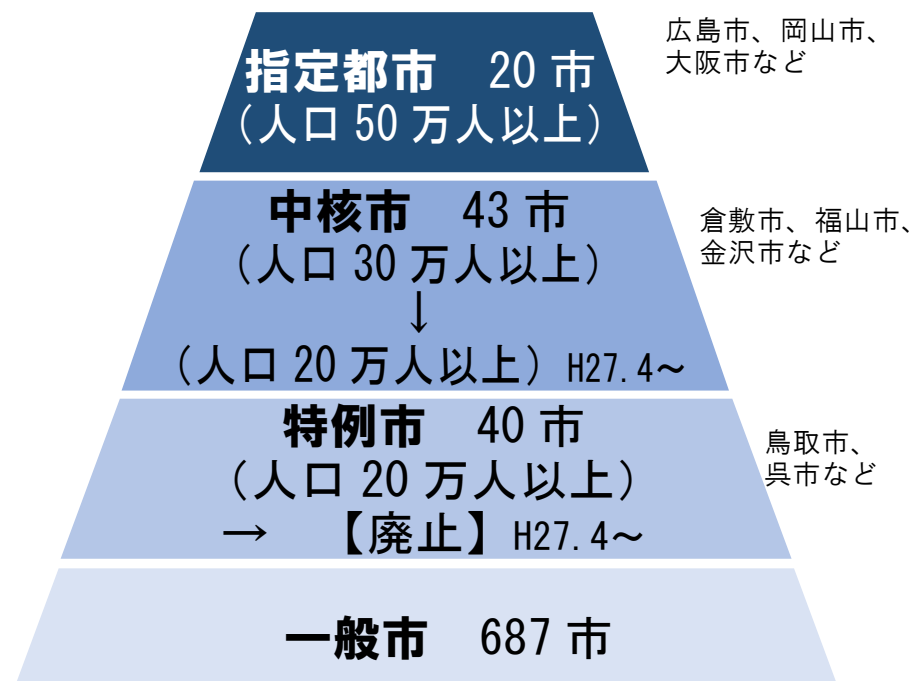 指定都市　20 市
（人口 50 万人以上）
広島市、岡山市、
大阪市など
中核市　43 市
（人口 30 万人以上）
↓
（人口 20 万人以上）H27.4～
倉敷市、福山市、
金沢市など
特例市　40 市
（人口 20 万人以上）
→　【廃止】H27.4～
鳥取市、
呉市など
一般市　687 市